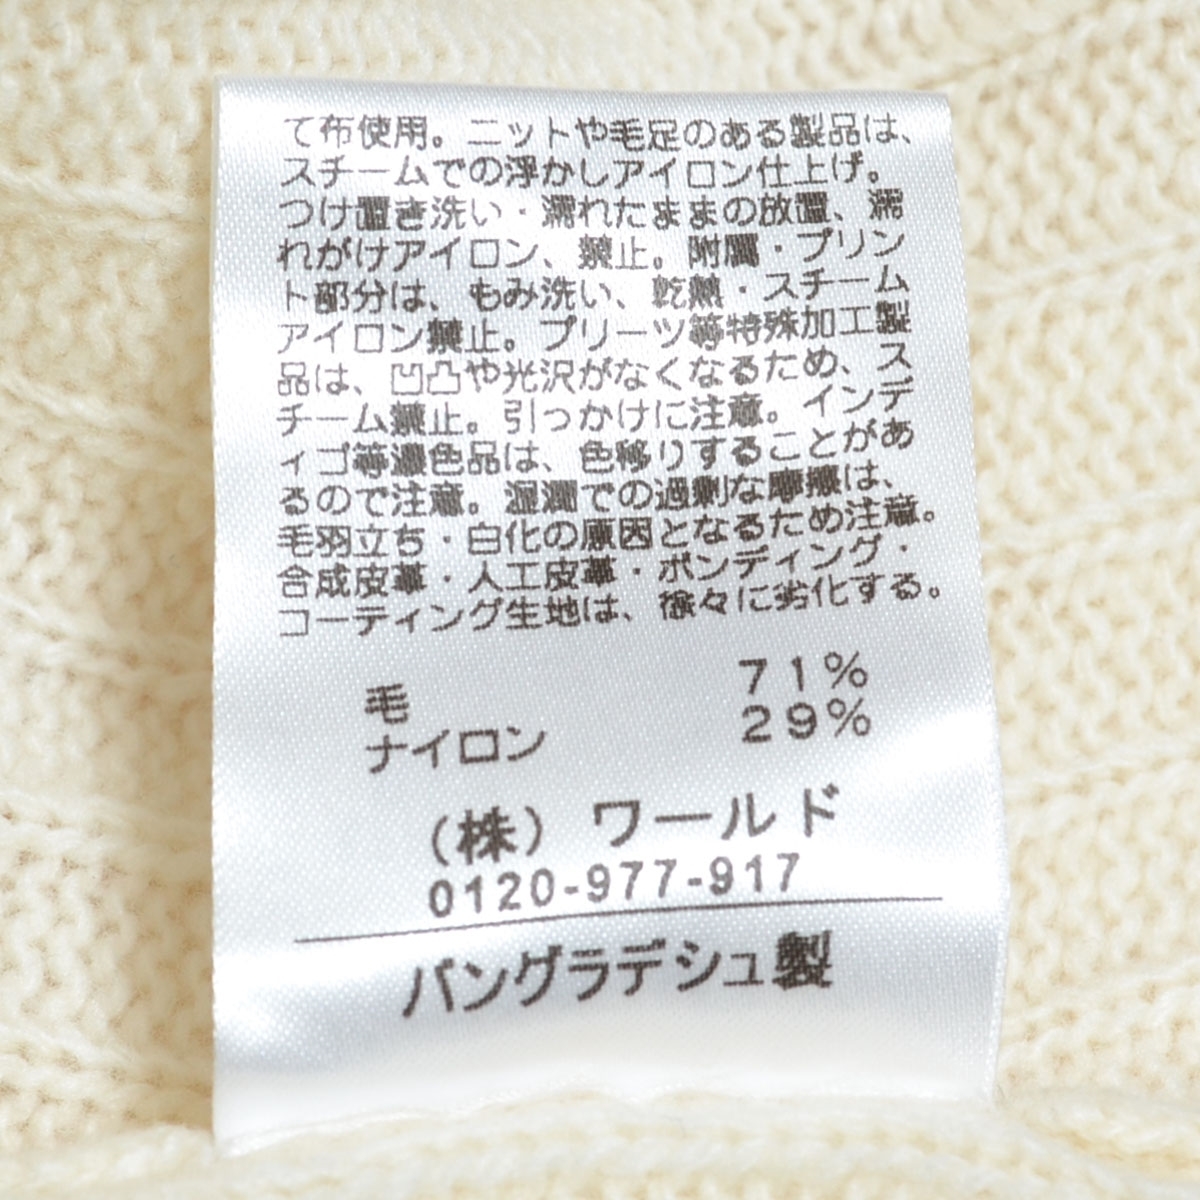 て布使用。ニットや毛足のある製品は、
スチームでの浮かしアイロン仕上げ。
つけ置き洗い・濡れたままの放置、濡
れがけアイロン、禁止。附属・プリン
ト部分は、もみ洗い、乾熱・スチーム
アイロン禁止。プリーツ等特殊加工製
品は、凹凸や光沢がなくなるため、ス
チーム禁止。引っかけに注意。インデ
ィゴ等濃色品は、色移りすることがあ
るので注意。湿潤での過剰な摩擦は、
毛羽立ち・白化の原因となるため注意。
合成皮革・人工皮革・ボンディング・
コーティング生地は、徐々に劣化する。
毛 71%
ナイロン 29%
(株) ワールド
0120-977-917
バングラデシュ製